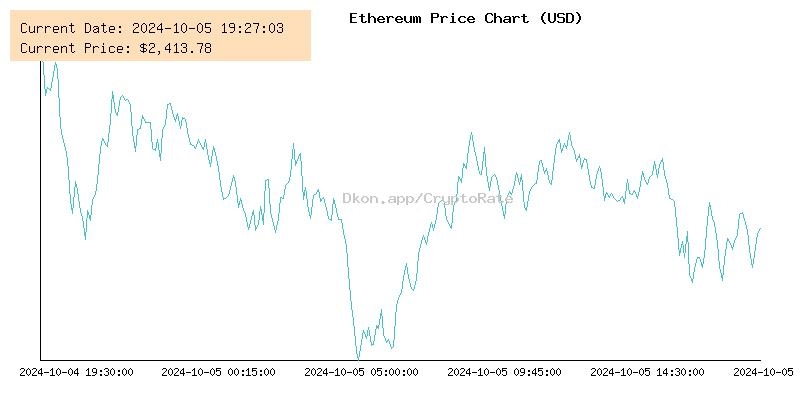 Ethereum Price Chart (USD)
Current Date: 2024-10-05 19:27:03
Current Price: $2,413.78
Dkon.app/CryptoRate
2024-10-04 19:30:00 2024-10-05 00:15:00 2024-10-05 05:00:00 2024-10-05 09:45:00 2024-10-05 14:30:00 2024-10-05